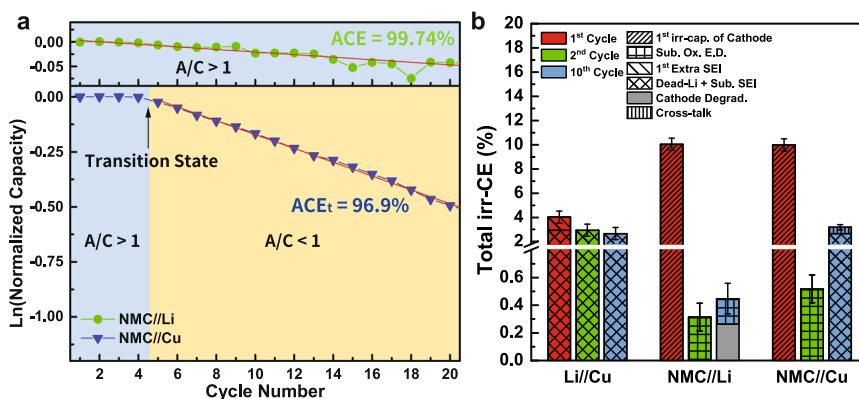 a
0.00
-0.05
ACE = 99.74%
A/C > 1
0.00
-0.25
-0.50
-0.75
-1.00
Ln(Normalized Capacity)
Transition State
ACEt = 96.9%
A/C > 1
A/C < 1
NMC//Li
NMC//Cu
2 4 6 8 10 12 14 16 18 20
Cycle Number
b
Total irr-CE (%)
20
18
16
14
12
10
8
6
4
2
0.6
0.4
0.2
0.0
1st Cycle
2nd Cycle
10th Cycle
1st irr-cap. of Cathode
Sub. Ox. E.D.
1st Extra SEI
Dead-Li + Sub. SEI
Cathode Degrad.
Cross-talk
Li//Cu NMC//Li NMC//Cu